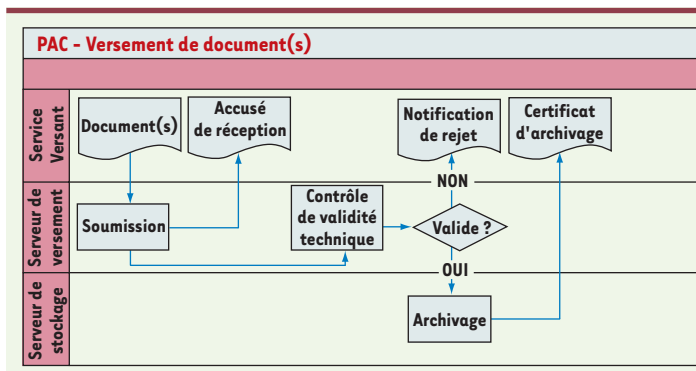 PAC - Versement de document(s)
Service
Versant
Document(s)
Accusé
de réception
Notification
de rejet
Certificat
d'archivage
NON
Serveur de
versement
Soumission
Contrôle
de validité
technique
Valide ?
OUI
Serveur de
stockage
Archivage